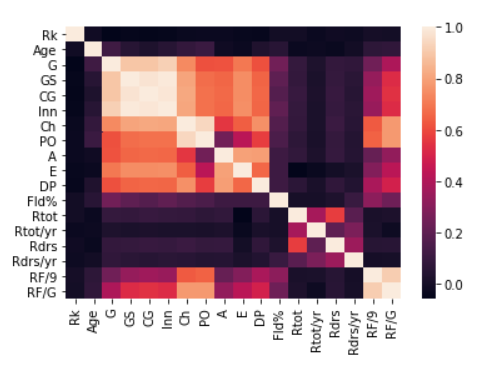 Rk
Age
G
GS
CG
Inn
Ch
PO
A
E
DP
Fld%
Rtot
Rtot/yr
Rdrs
Rdrs/yr
RF/9
RF/G
Rk
Age
G
GS
CG
Inn
Ch
PO
A
E
DP
Fld%
Rtot
Rtot/yr
Rdrs
Rdrs/yr
RF/9
RF/G
1.0
0.8
0.6
0.4
0.2
0.0